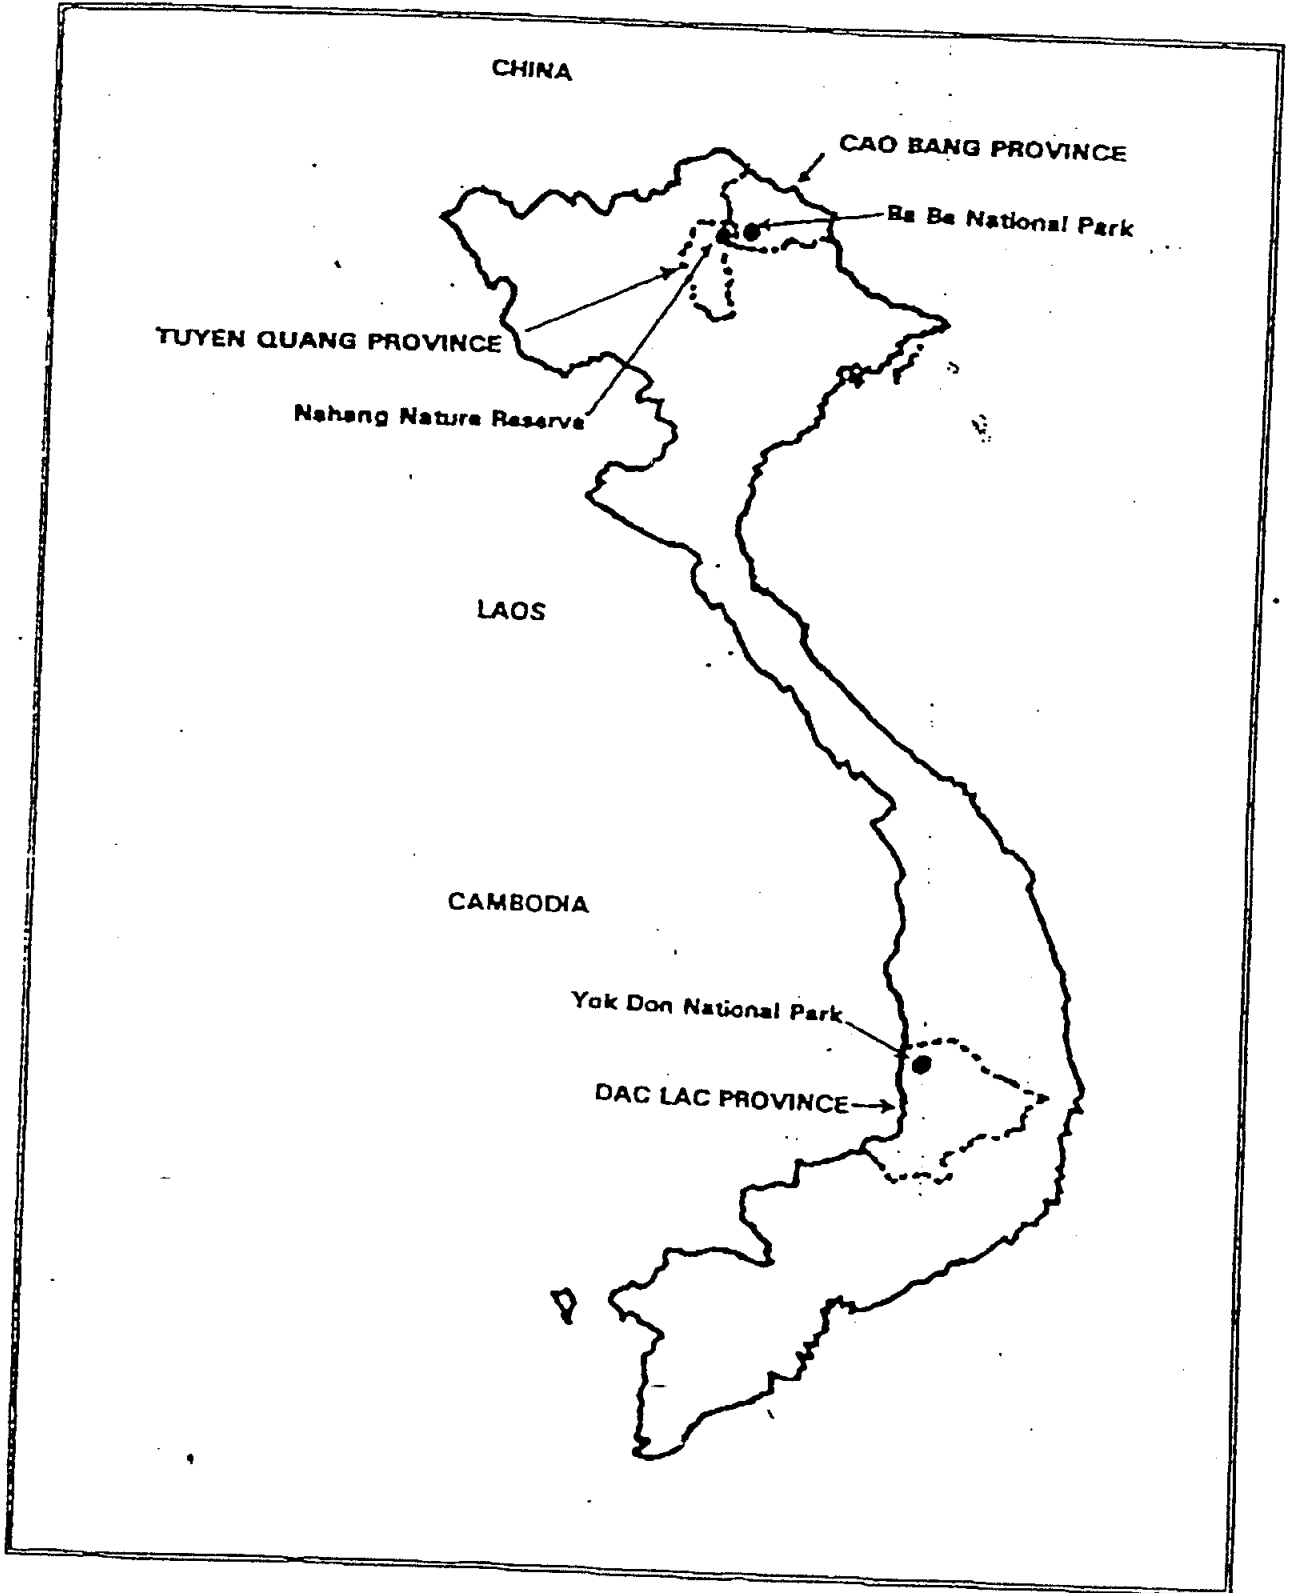 CHINA
CAO BANG PROVINCE
Ba Be National Park
TUYEN QUANG PROVINCE
Nahang Nature Reserve
LAOS
CAMBODIA
Yok Don National Park
DAC LAC PROVINCE